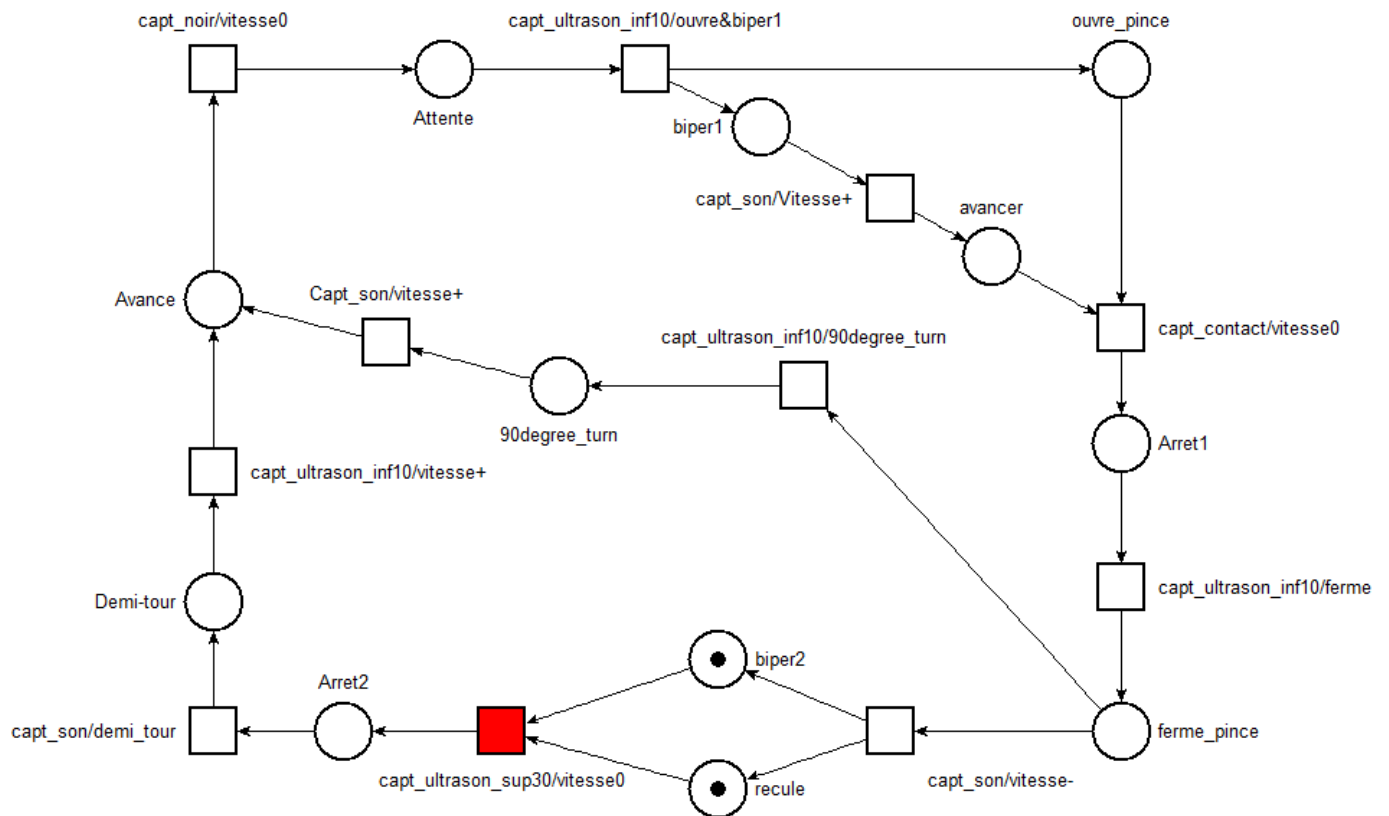 capt_noir/vitesse0
capt_ultrason_inf10/ouvre&biper1
ouvre_pince
Attente
biper1
capt_son/Vitesse+
avancer
Avance
Capt_son/vitesse+
capt_ultrason_inf10/90degree_turn
capt_contact/vitesse0
90degree_turn
Arret1
capt_ultrason_inf10/vitesse+
capt_ultrason_inf10/ferme
Demi-tour
biper2
Arret2
capt_son/demi_tour
ferme_pince
capt_ultrason_sup30/vitesse0
recule
capt_son/vitesse-